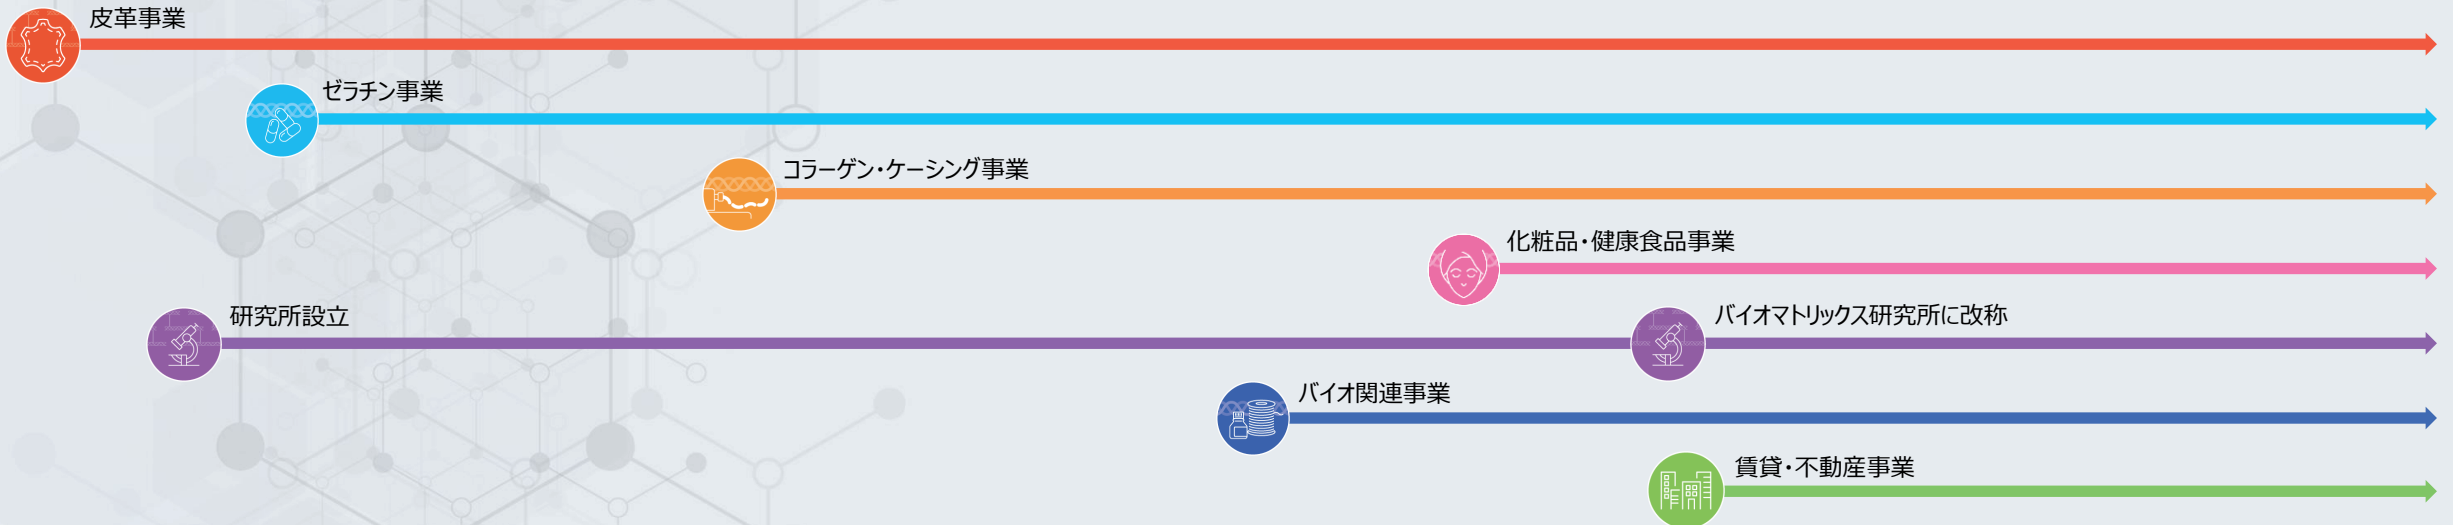 皮革事業
ゼラチン事業
コラーゲン・ケーシング事業
化粧品・健康食品事業
研究所設立
バイオマトリックス研究所に改称
バイオ関連事業
賃貸・不動産事業